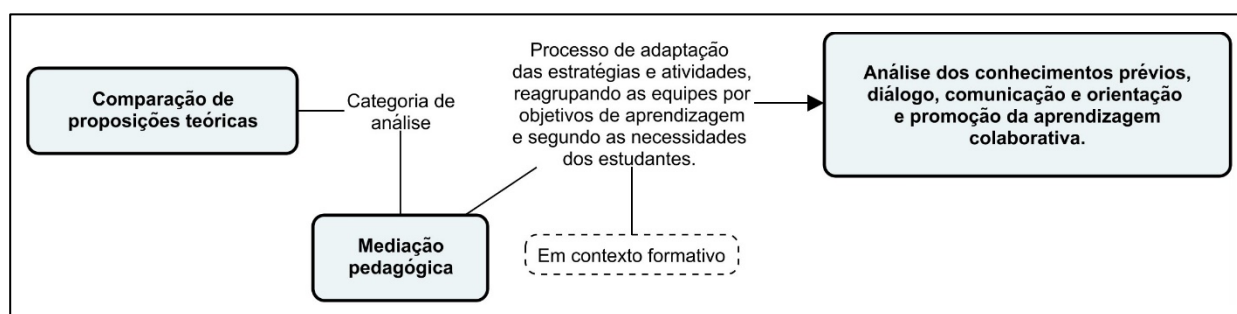 Comparação de
proposições teóricas
Categoria de
análise
Mediação
pedagógica
Processo de adaptação
das estratégias e atividades,
reagrupando as equipes por
objetivos de aprendizagem
e segundo as necessidades
dos estudantes.
Em contexto formativo
Análise dos conhecimentos prévios,
diálogo, comunicação e orientação
e promoção da aprendizagem
colaborativa.